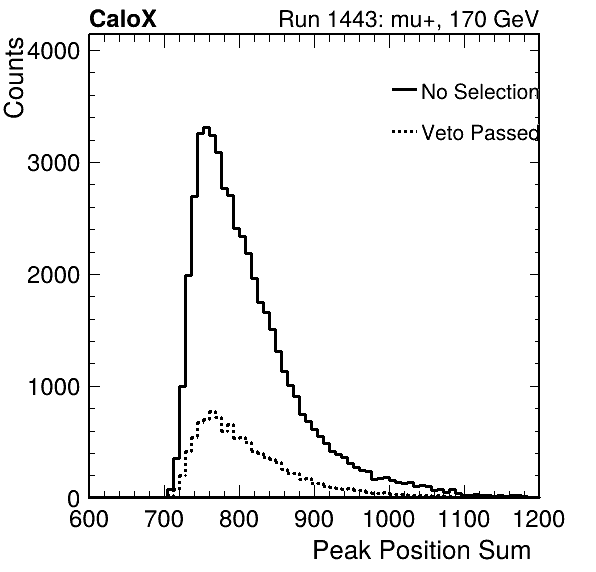 CaloX Run 1443: mu+, 170 GeV
Counts
4000
No Selection
Veto Passed
3000
2000
1000
0
600 700 800 900 1000 1100 1200
Peak Position Sum